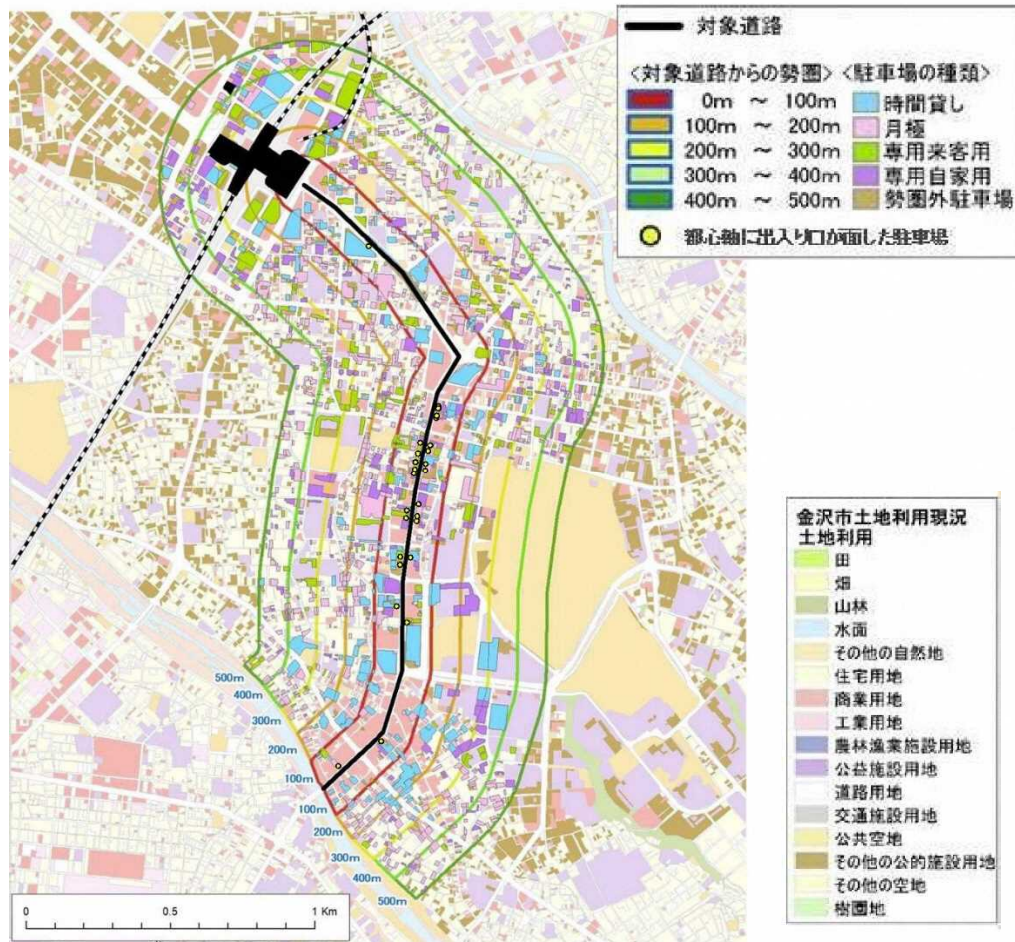 対象道路
〈対象道路からの勢圏〉〈駐車場の種類〉
0m ～ 100m 時間貸し
100m ～ 200m 月極
200m ～ 300m 専用来客用
300m ～ 400m 専用自家用
400m ～ 500m 勢圏外駐車場
都心軸に出入り口が面した駐車場
金沢市土地利用現況
土地利用
田
畑
山林
水面
その他の自然地
住宅用地
商業用地
工業用地
農林漁業施設用地
公益施設用地
道路用地
交通施設用地
公共空地
その他の公的施設用地
その他の空地
樹園地
500m
400m
300m
200m
100m
100m
200m
300m
400m
500m
0 0.5 1 Km